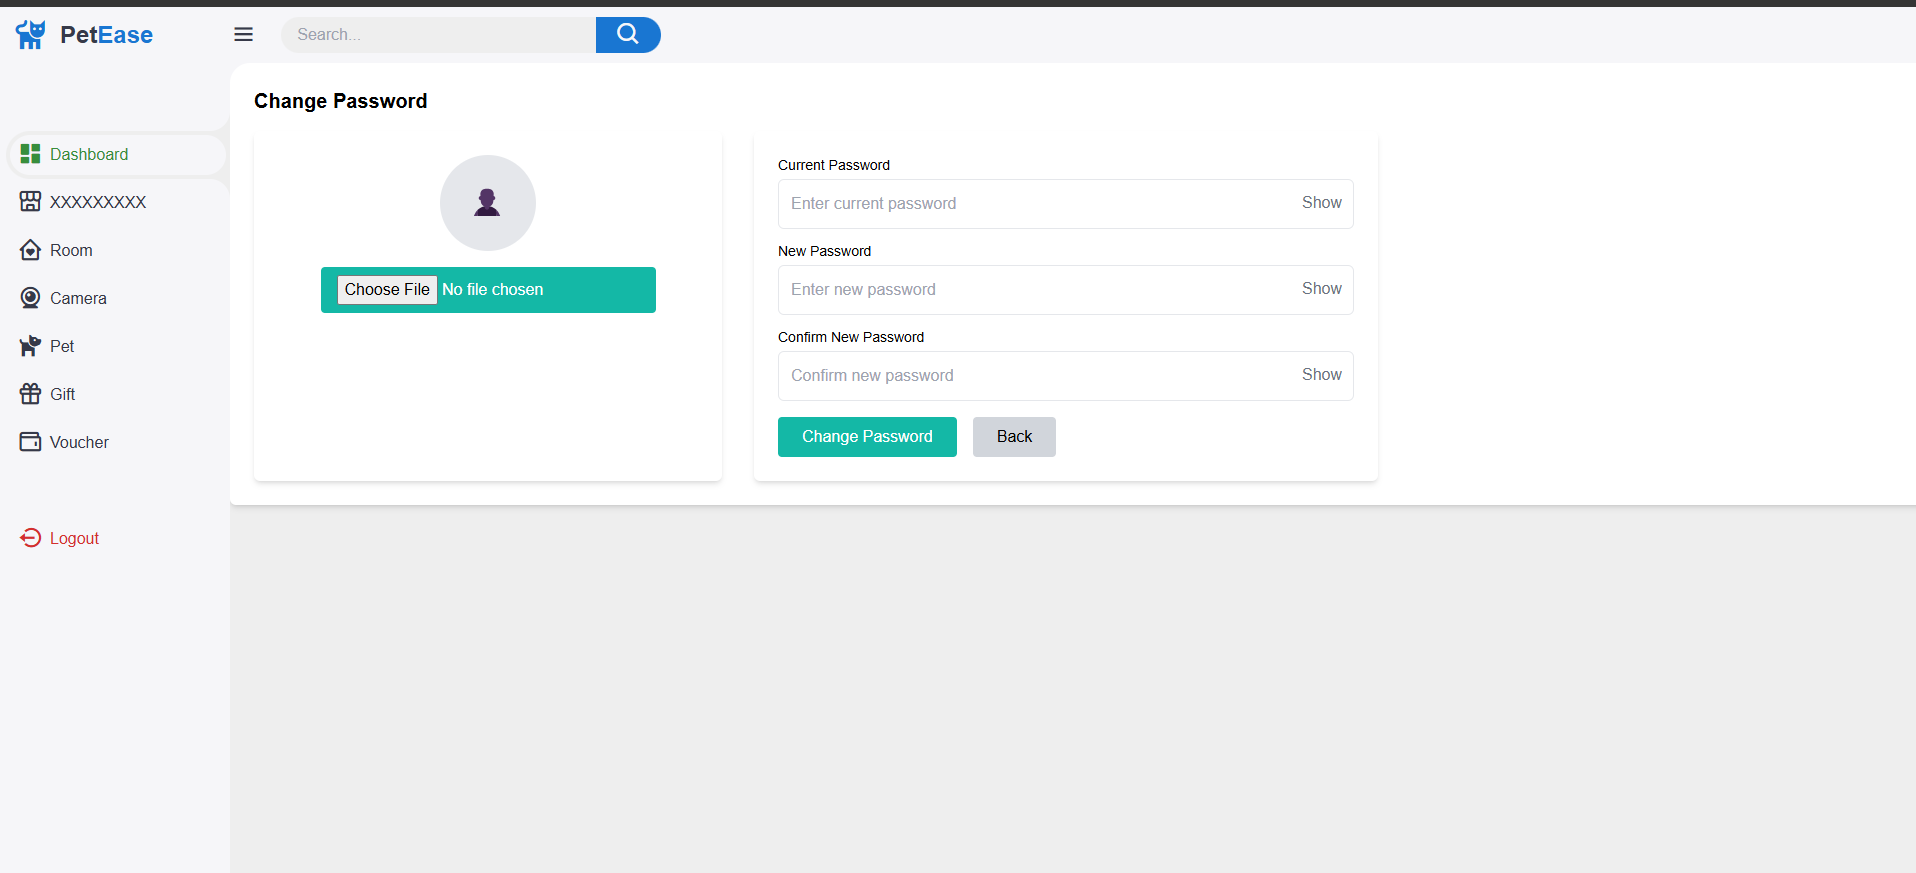 PetEase
Search...
Change Password
Dashboard
XXXXXXXXX
Room
Camera
Pet
Gift
Voucher
Logout
Choose File No file chosen
Current Password
Enter current password Show
New Password
Enter new password Show
Confirm New Password
Confirm new password Show
Change Password Back